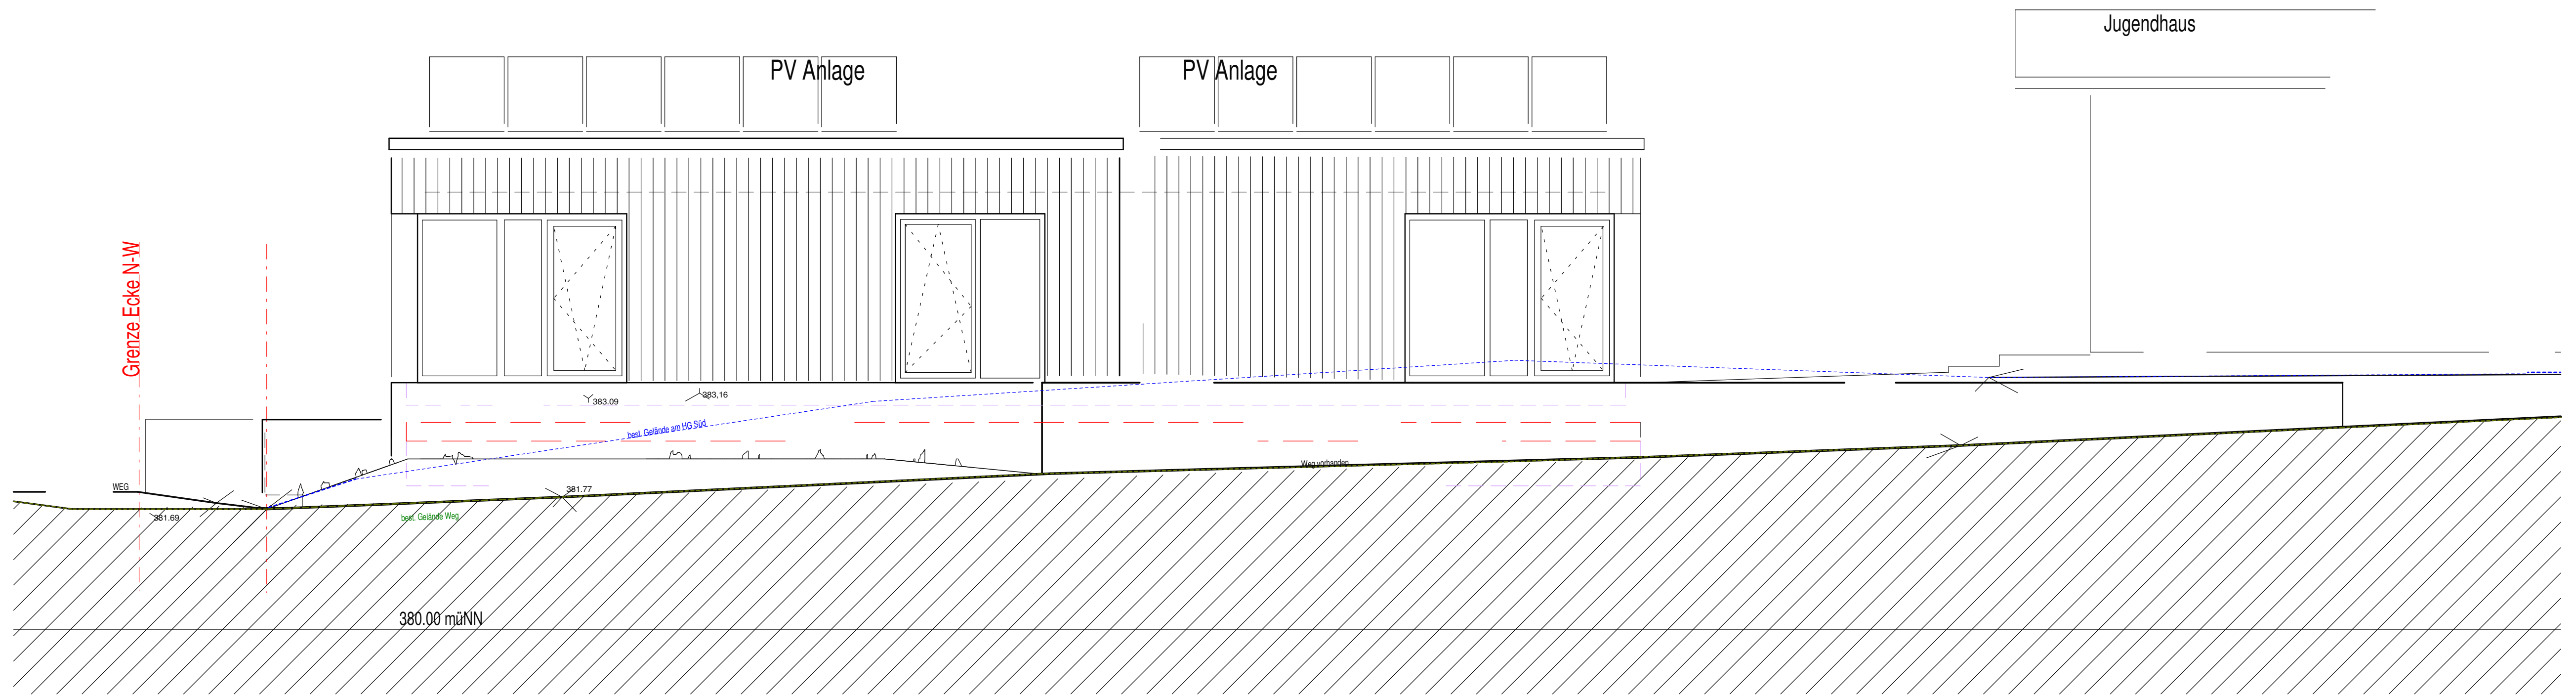 Jugendhaus
PV Anlage
PV Anlage
Grenze Ecke N-W
383.09
383,16
best. Gelände am HG Süd
Weg vorhanden
WEG
381.77
381.69
best. Gelände Weg
380.00 müNN